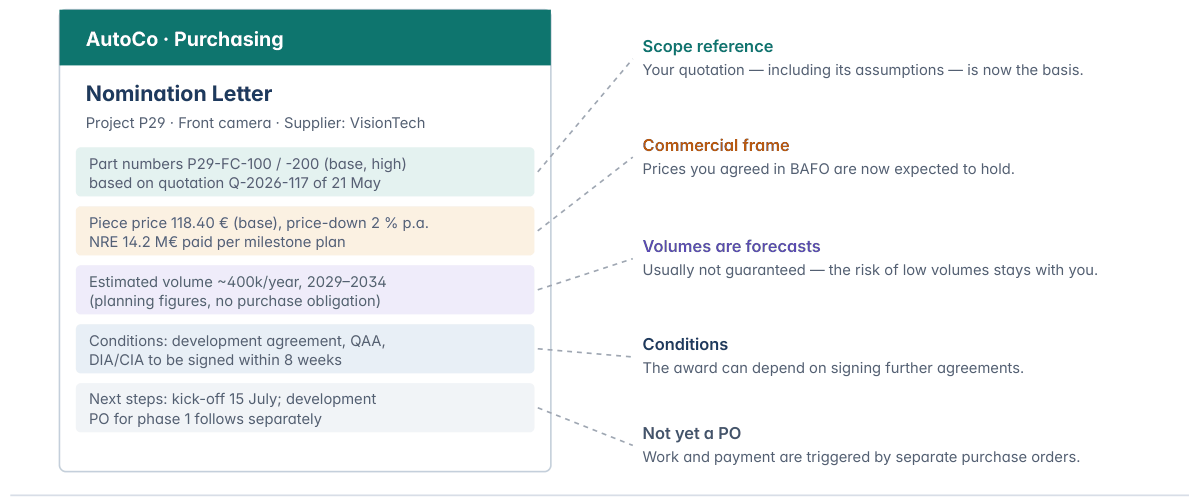 AutoCo · Purchasing
Nomination Letter
Project P29 · Front camera · Supplier: VisionTech
Part numbers P29-FC-100 / -200 (base, high)
based on quotation Q-2026-117 of 21 May
Piece price 118.40 € (base), price-down 2 % p.a.
NRE 14.2 M€ paid per milestone plan
Estimated volume ~400k/year, 2029–2034
(planning figures, no purchase obligation)
Conditions: development agreement, QAA,
DIA/CIA to be signed within 8 weeks
Next steps: kick-off 15 July; development
PO for phase 1 follows separately
Scope reference
Your quotation — including its assumptions — is now the basis.
Commercial frame
Prices you agreed in BAFO are now expected to hold.
Volumes are forecasts
Usually not guaranteed — the risk of low volumes stays with you.
Conditions
The award can depend on signing further agreements.
Not yet a PO
Work and payment are triggered by separate purchase orders.